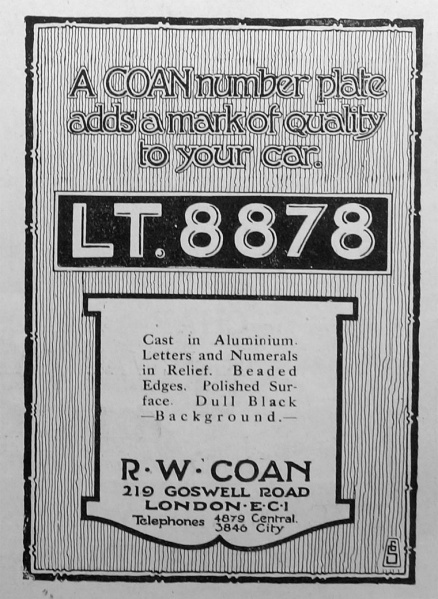 A COAN number plate
adds a mark of quality
to your car.
LT. 8878
Cast in Aluminium.
Letters and Numerals
in Relief. Beaded
Edges. Polished Sur-
face. Dull Black
—Background.—
R · W · COAN
219 GOSWELL ROAD
LONDON · E · C · 1
Telephones 4879 Central.
3846 City